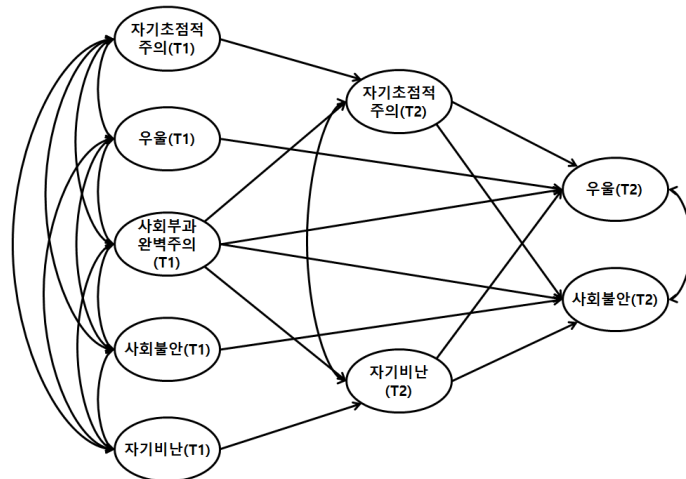 자기초점적
주의(T1)
우울(T1)
사회부과
완벽주의
(T1)
사회불안(T1)
자기비난(T1)
자기초점적
주의(T2)
자기비난
(T2)
우울(T2)
사회불안(T2)